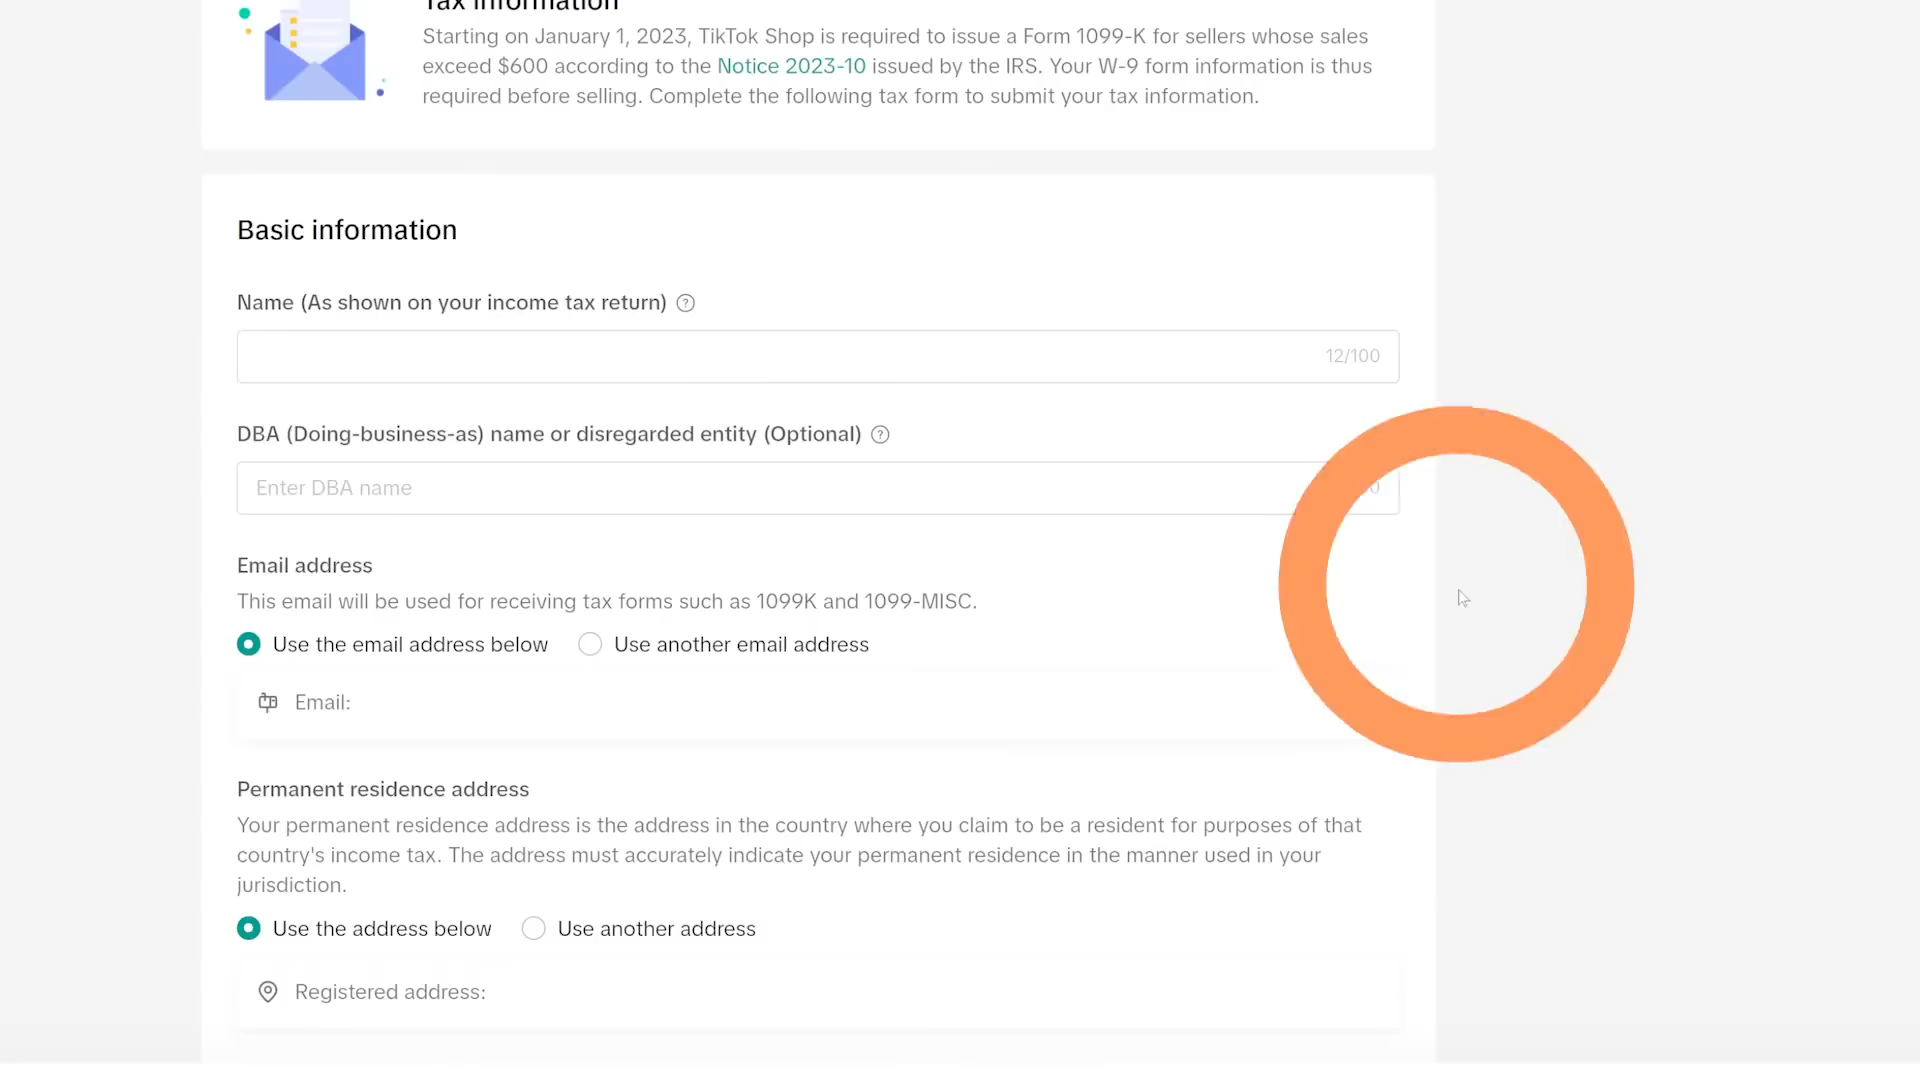 Tax information
Starting on January 1, 2023, TikTok Shop is required to issue a Form 1099-K for sellers whose sales
exceed $600 according to the Notice 2023-10 issued by the IRS. Your W-9 form information is thus
required before selling. Complete the following tax form to submit your tax information.
Basic information
Name (As shown on your income tax return)
12/100
DBA (Doing-business-as) name or disregarded entity (Optional)
Enter DBA name
Email address
This email will be used for receiving tax forms such as 1099K and 1099-MISC.
Use the email address below Use another email address
Email:
Permanent residence address
Your permanent residence address is the address in the country where you claim to be a resident for purposes of that
country's income tax. The address must accurately indicate your permanent residence in the manner used in your
jurisdiction.
Use the address below Use another address
Registered address: